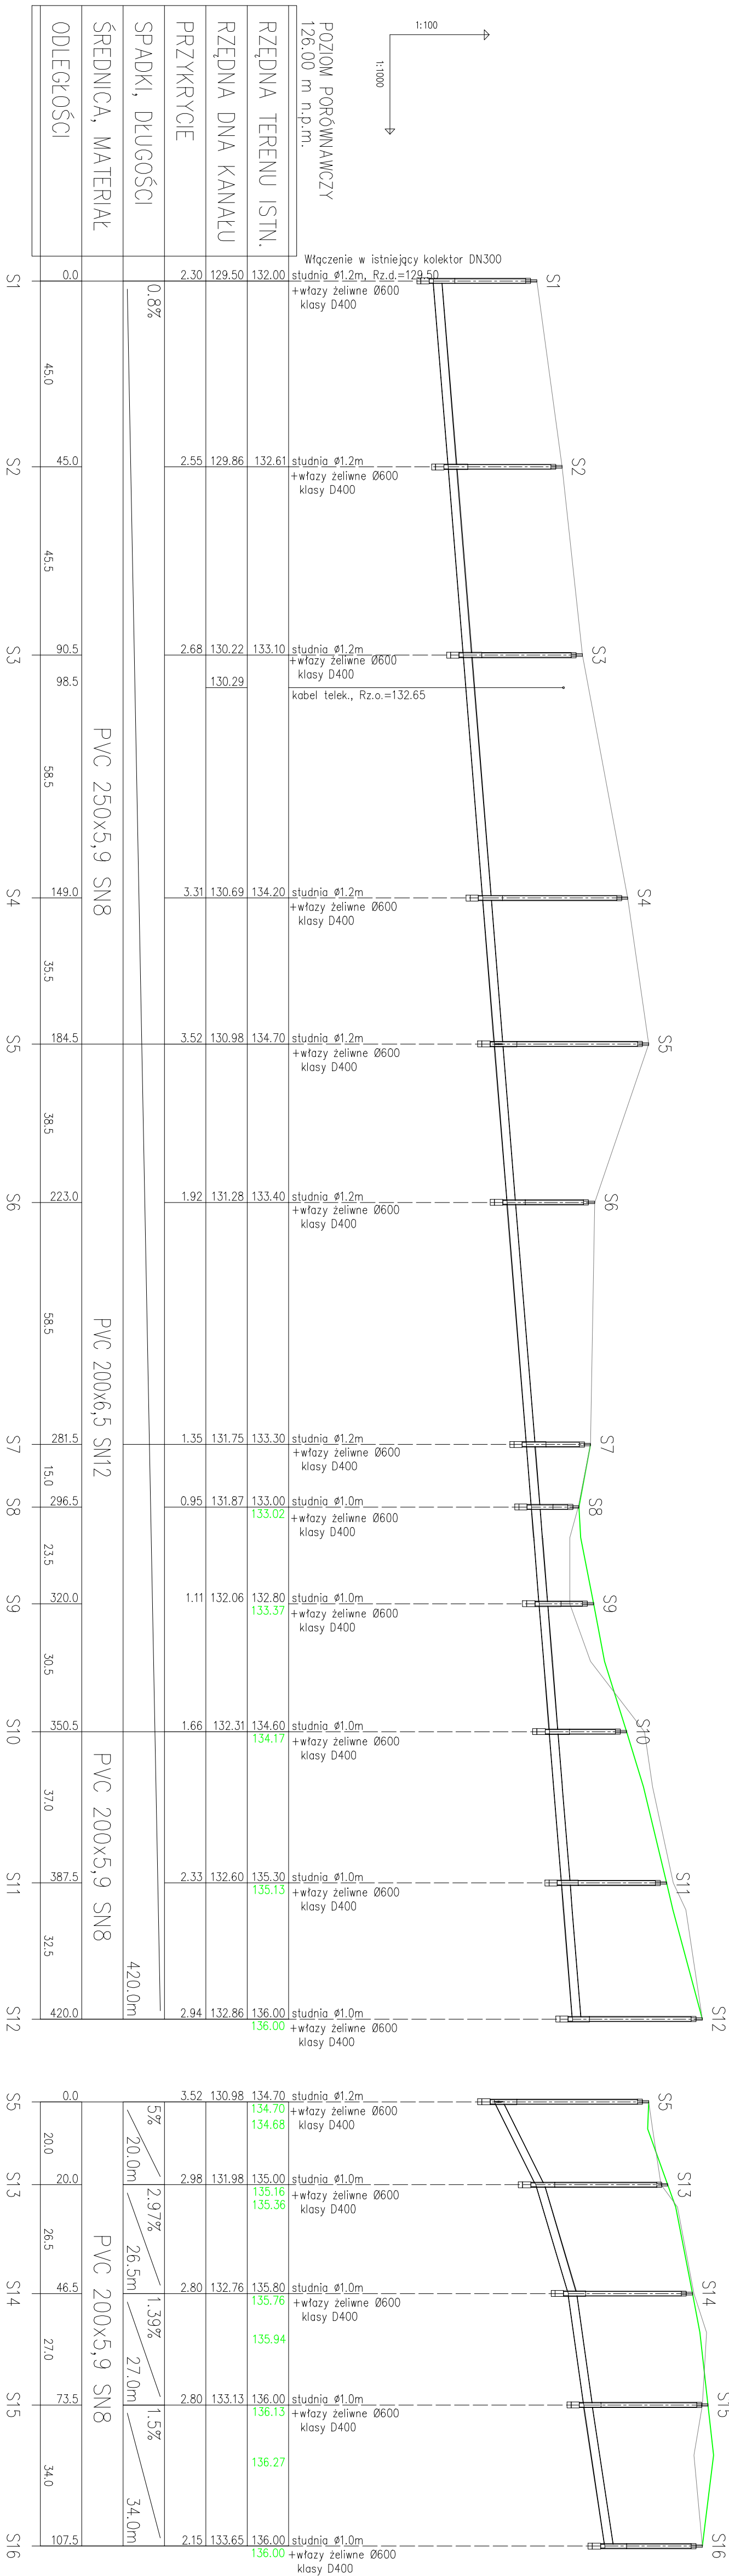 1:100
1:1000
POZIOM PORÓWNAWCZY
126.00 m n.p.m.
RZĘDNA TERENU ISTN.
RZĘDNA DNA KANAŁU
PRZYKRYCIE
SPADKI, DŁUGOŚCI
ŚREDNICA, MATERIAŁ
ODLEGŁOŚCI
Włączenie w istniejący kolektor DN300
S1 0.0 2.30 129.50 132.00 studnia ø1.2m, Rz.d.=129.50 S1
+włazy żeliwne Ø600
klasy D400
0.8%
45.0
S2 45.0 2.55 129.86 132.61 studnia ø1.2m S2
+włazy żeliwne Ø600
klasy D400
45.5
S3 90.5 2.68 130.22 133.10 studnia ø1.2m S3
+włazy żeliwne Ø600
klasy D400
98.5 130.29
kabel telek., Rz.o.=132.65
58.5
PVC 250x5,9 SN8
S4 149.0 3.31 130.69 134.20 studnia ø1.2m S4
+włazy żeliwne Ø600
klasy D400
35.5
S5 184.5 3.52 130.98 134.70 studnia ø1.2m S5
+włazy żeliwne Ø600
klasy D400
38.5
S6 223.0 1.92 131.28 133.40 studnia ø1.2m S6
+włazy żeliwne Ø600
klasy D400
58.5
PVC 200x6,5 SN12
S7 281.5 1.35 131.75 133.30 studnia ø1.2m S7
+włazy żeliwne Ø600
klasy D400
15.0
S8 296.5 0.95 131.87 133.00 studnia ø1.0m S8
133.02 +włazy żeliwne Ø600
klasy D400
23.5
S9 320.0 1.11 132.06 132.80 studnia ø1.0m S9
133.37 +włazy żeliwne Ø600
klasy D400
30.5
S10 350.5 1.66 132.31 134.60 studnia ø1.0m S10
134.17 +włazy żeliwne Ø600
klasy D400
37.0
PVC 200x5,9 SN8
S11 387.5 2.33 132.60 135.30 studnia ø1.0m S11
135.13 +włazy żeliwne Ø600
klasy D400
32.5
420.0m
S12 420.0 2.94 132.86 136.00 studnia ø1.0m S12
136.00 +włazy żeliwne Ø600
klasy D400
S5 0.0 3.52 130.98 134.70 studnia ø1.2m S5
134.70 +włazy żeliwne Ø600
134.68 klasy D400
5%
20.0m
20.0
S13 20.0 2.98 131.98 135.00 studnia ø1.0m S13
135.16 +włazy żeliwne Ø600
135.36 klasy D400
2.97%
26.5m
26.5
PVC 200x5,9 SN8
S14 46.5 2.80 132.76 135.80 studnia ø1.0m S14
135.76 +włazy żeliwne Ø600
klasy D400
1.39%
135.94
27.0m
27.0
S15 73.5 2.80 133.13 136.00 studnia ø1.0m S15
136.13 +włazy żeliwne Ø600
klasy D400
1.5%
136.27
34.0m
34.0
S16 107.5 2.15 133.65 136.00 studnia ø1.0m S16
136.00 +włazy żeliwne Ø600
klasy D400